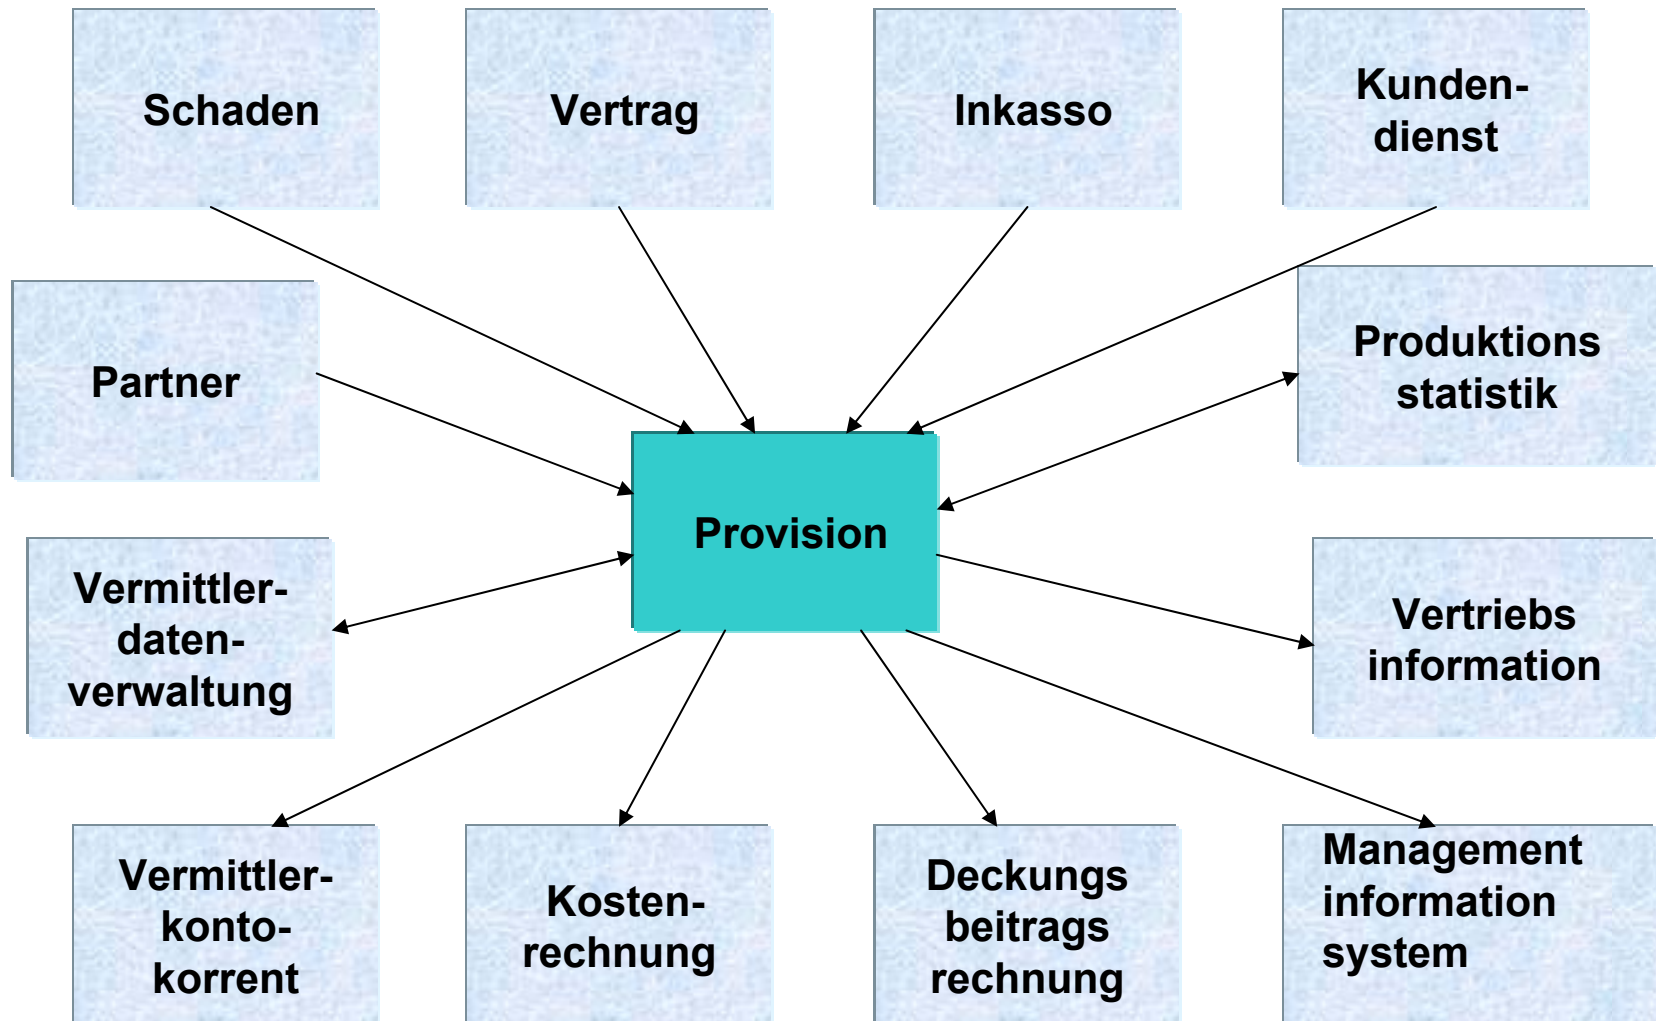 Schaden
Vertrag
Inkasso
Kunden-
dienst
Partner
Produktions
statistik
Provision
Vermittler-
daten-
verwaltung
Vertriebs
information
Vermittler-
konto-
korrent
Kosten-
rechnung
Deckungs
beitrags
rechnung
Management
information
system